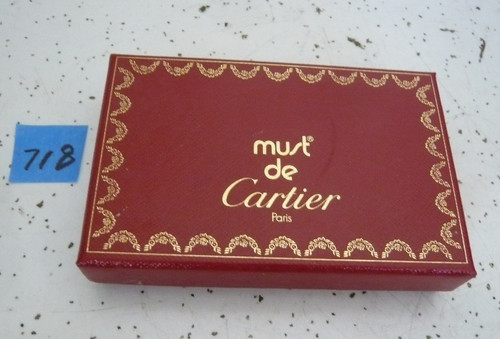 718
must®
de
Cartier
Paris